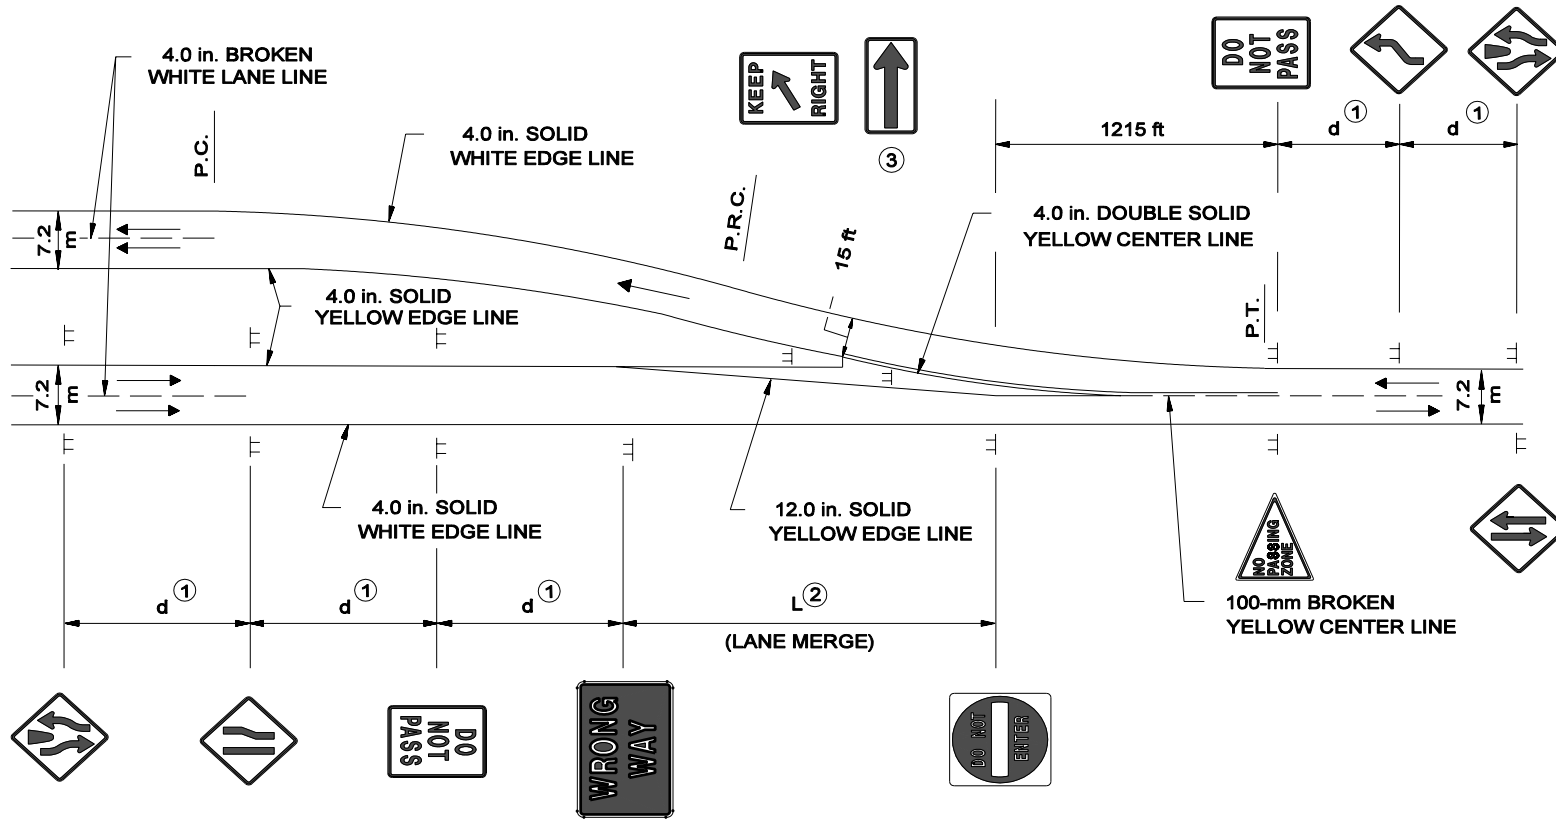 4.0 in. BROKEN
WHITE LANE LINE
P.C.
4.0 in. SOLID
WHITE EDGE LINE
KEEP
RIGHT
3
DO
NOT
PASS
1215 ft
d 1
d 1
P.R.C.
15 ft
4.0 in. DOUBLE SOLID
YELLOW CENTER LINE
7.2
m
4.0 in. SOLID
YELLOW EDGE LINE
P.T.
7.2
m
7.2
m
4.0 in. SOLID
WHITE EDGE LINE
12.0 in. SOLID
YELLOW EDGE LINE
NO
PASSING
ZONE
100-mm BROKEN
YELLOW CENTER LINE
d 1
d 1
d 1
L 2
(LANE MERGE)
DO
NOT
PASS
WRONG
WAY
DO NOT
ENTER